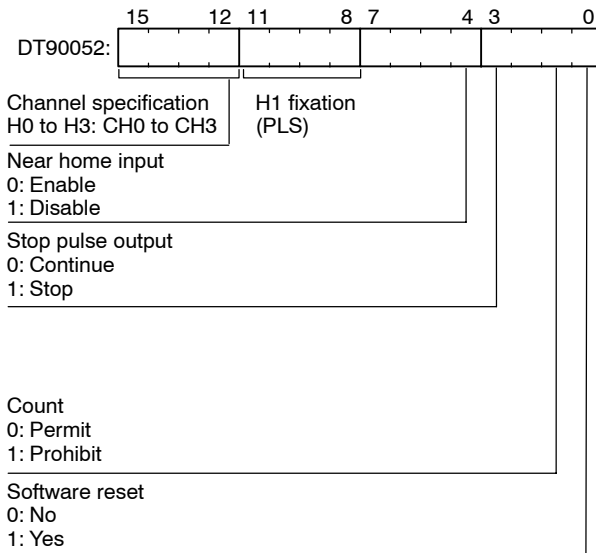 15 12 11 8 7 4 3 0
DT90052:
Channel specification H1 fixation
H0 to H3: CH0 to CH3 (PLS)
Near home input
0: Enable
1: Disable
Stop pulse output
0: Continue
1: Stop
Count
0: Permit
1: Prohibit
Software reset
0: No
1: Yes